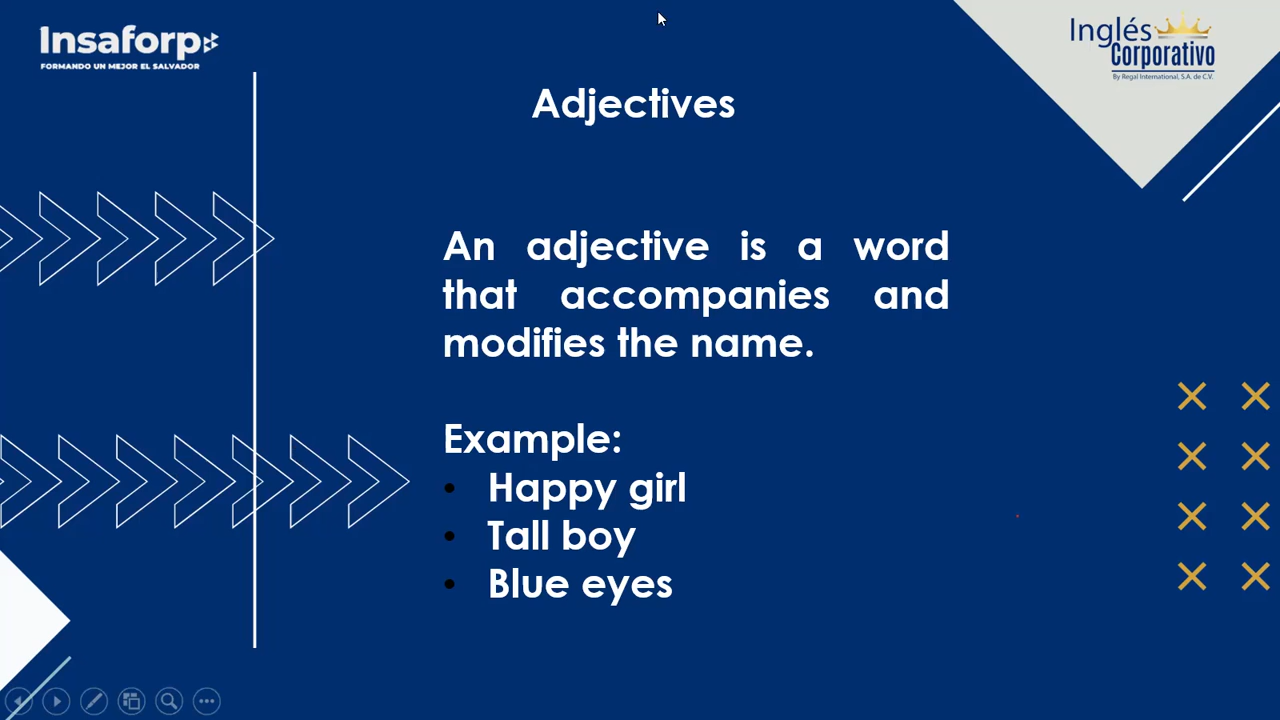 Insaforp
FORMANDO UN MEJOR EL SALVADOR
Inglés
Corporativo
By Regal International, S.A. de C.V.
Adjectives
An adjective is a word
that accompanies and
modifies the name.
Example:
• Happy girl
• Tall boy
• Blue eyes